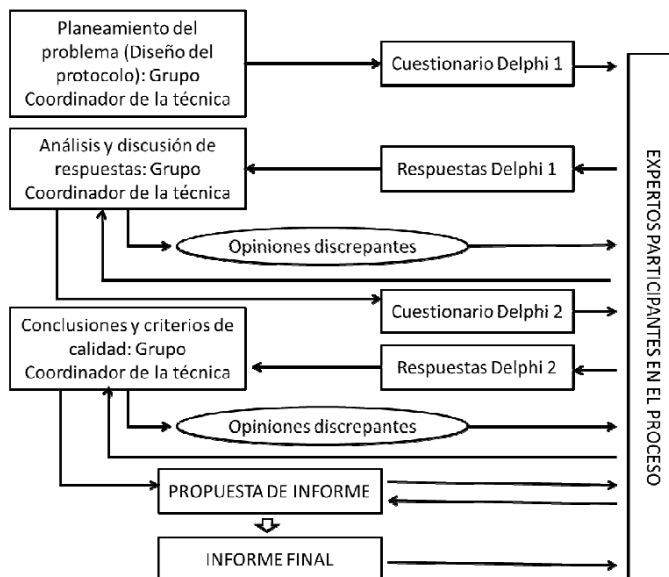 Planeamiento del
problema (Diseño del
protocolo): Grupo
Coordinador de la técnica
Cuestionario Delphi 1
Análisis y discusión de
respuestas: Grupo
Coordinador de la técnica
Respuestas Delphi 1
Opiniones discrepantes
Cuestionario Delphi 2
Conclusiones y criterios de
calidad: Grupo
Coordinador de la técnica
Respuestas Delphi 2
Opiniones discrepantes
PROPUESTA DE INFORME
INFORME FINAL
EXPERTOS PARTICIPANTES EN EL PROCESO